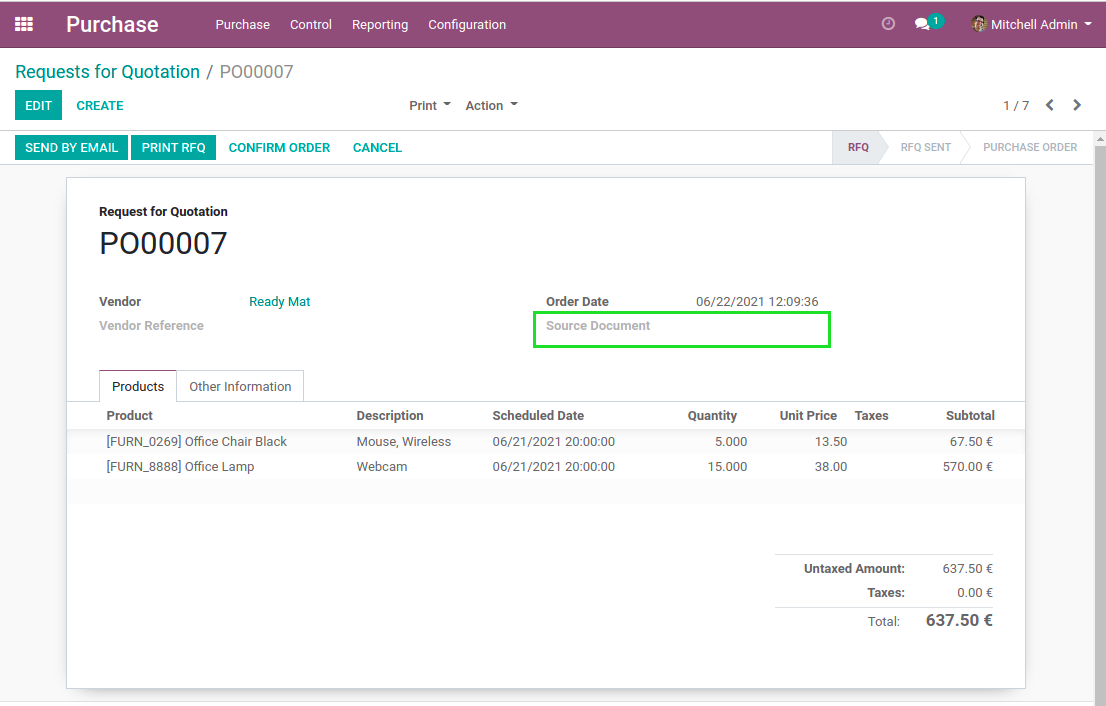 Purchase Purchase Control Reporting Configuration 1 Mitchell Admin
Requests for Quotation / PO00007
EDIT CREATE Print Action 1 / 7
SEND BY EMAIL PRINT RFQ CONFIRM ORDER CANCEL RFQ RFQ SENT PURCHASE ORDER
Request for Quotation
PO00007
Vendor Ready Mat Order Date 06/22/2021 12:09:36
Vendor Reference Source Document
Products Other Information
Product Description Scheduled Date Quantity Unit Price Taxes Subtotal
[FURN_0269] Office Chair Black Mouse, Wireless 06/21/2021 20:00:00 5.000 13.50 67.50 €
[FURN_8888] Office Lamp Webcam 06/21/2021 20:00:00 15.000 38.00 570.00 €
Untaxed Amount: 637.50 €
Taxes: 0.00 €
Total: 637.50 €